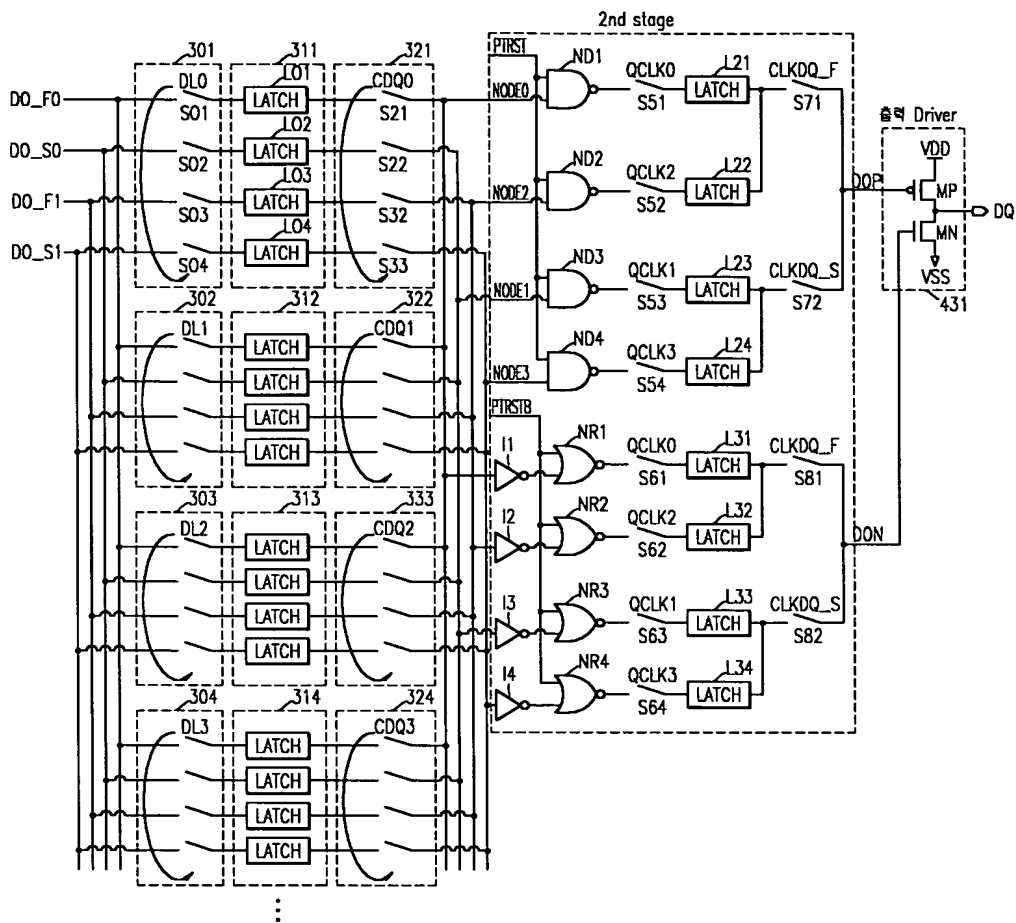 2nd stage
301
311
321
PTRST
ND1
DL0
L01
CDQ0
QCLK0
L21
CLKDQ_F
DO_F0
S01
LATCH
S21
NODE0
S51
LATCH
S71
출력 Driver
L02
DO_S0
S02
LATCH
S22
ND2
QCLK2
L22
VDD
L03
S52
LATCH
DOP
MP
DO_F1
S03
LATCH
S32
NODE2
DQ
L04
MN
DO_S1
S04
LATCH
S33
ND3
QCLK1
L23
CLKDQ_S
VSS
NODE1
S53
LATCH
S72
431
302
312
322
DL1
LATCH
CDQ1
ND4
QCLK3
L24
LATCH
NODE3
S54
LATCH
LATCH
PTRSTB
LATCH
I1
NR1
QCLK0
L31
CLKDQ_F
S61
LATCH
S81
303
313
333
I2
NR2
QCLK2
L32
DL2
LATCH
CDQ2
S62
LATCH
DON
LATCH
I3
NR3
QCLK1
L33
CLKDQ_S
LATCH
S63
LATCH
S82
LATCH
I4
NR4
QCLK3
L34
S64
LATCH
304
314
324
DL3
LATCH
CDQ3
LATCH
LATCH
LATCH